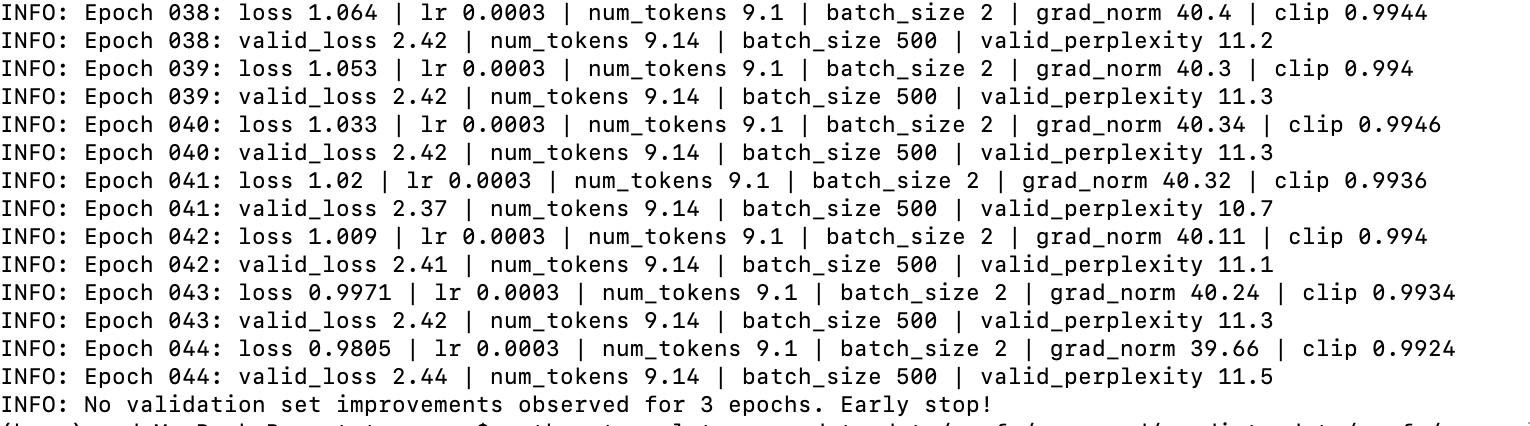 INFO: Epoch 038: loss 1.064 | lr 0.0003 | num_tokens 9.1 | batch_size 2 | grad_norm 40.4 | clip 0.9944
INFO: Epoch 038: valid_loss 2.42 | num_tokens 9.14 | batch_size 500 | valid_perplexity 11.2
INFO: Epoch 039: loss 1.053 | lr 0.0003 | num_tokens 9.1 | batch_size 2 | grad_norm 40.3 | clip 0.994
INFO: Epoch 039: valid_loss 2.42 | num_tokens 9.14 | batch_size 500 | valid_perplexity 11.3
INFO: Epoch 040: loss 1.033 | lr 0.0003 | num_tokens 9.1 | batch_size 2 | grad_norm 40.34 | clip 0.9946
INFO: Epoch 040: valid_loss 2.42 | num_tokens 9.14 | batch_size 500 | valid_perplexity 11.3
INFO: Epoch 041: loss 1.02 | lr 0.0003 | num_tokens 9.1 | batch_size 2 | grad_norm 40.32 | clip 0.9936
INFO: Epoch 041: valid_loss 2.37 | num_tokens 9.14 | batch_size 500 | valid_perplexity 10.7
INFO: Epoch 042: loss 1.009 | lr 0.0003 | num_tokens 9.1 | batch_size 2 | grad_norm 40.11 | clip 0.994
INFO: Epoch 042: valid_loss 2.41 | num_tokens 9.14 | batch_size 500 | valid_perplexity 11.1
INFO: Epoch 043: loss 0.9971 | lr 0.0003 | num_tokens 9.1 | batch_size 2 | grad_norm 40.24 | clip 0.9934
INFO: Epoch 043: valid_loss 2.42 | num_tokens 9.14 | batch_size 500 | valid_perplexity 11.3
INFO: Epoch 044: loss 0.9805 | lr 0.0003 | num_tokens 9.1 | batch_size 2 | grad_norm 39.66 | clip 0.9924
INFO: Epoch 044: valid_loss 2.44 | num_tokens 9.14 | batch_size 500 | valid_perplexity 11.5
INFO: No validation set improvements observed for 3 epochs. Early stop!